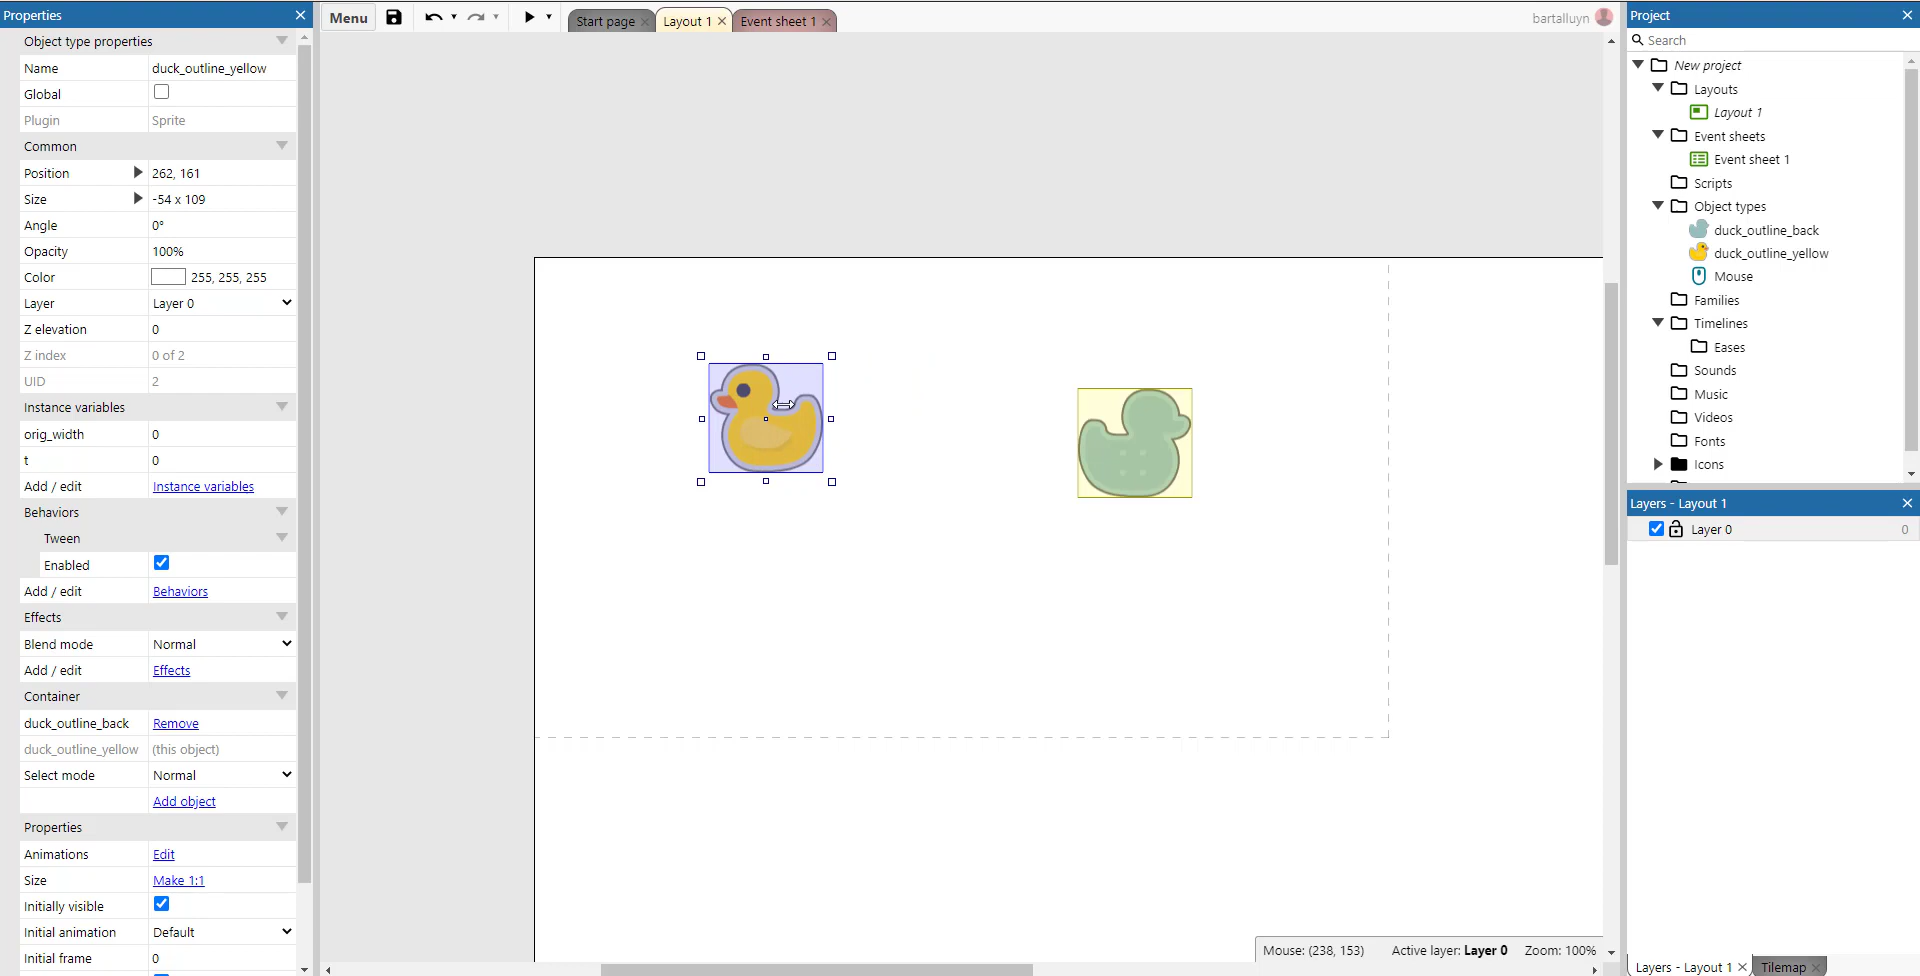 Properties
Object type properties
Name duck_outline_yellow
Global
Plugin Sprite
Common
Position 262, 161
Size -54 x 109
Angle 0°
Opacity 100%
Color 255, 255, 255
Layer Layer 0
Z elevation 0
Z index 0 of 2
UID 2
Instance variables
orig_width 0
t 0
Add / edit Instance variables
Behaviors
Tween
Enabled
Add / edit Behaviors
Effects
Blend mode Normal
Add / edit Effects
Container
duck_outline_back Remove
duck_outline_yellow (this object)
Select mode Normal
Add object
Properties
Animations Edit
Size Make 1:1
Initially visible
Initial animation Default
Initial frame 0
Menu
Start page
Layout 1
Event sheet 1
bartalluyn
Mouse: (238, 153) Active layer: Layer 0 Zoom: 100%
Project
Search
New project
Layouts
Layout 1
Event sheets
Event sheet 1
Scripts
Object types
duck_outline_back
duck_outline_yellow
Mouse
Families
Timelines
Eases
Sounds
Music
Videos
Fonts
Icons
Layers - Layout 1
Layer 0 0
Layers - Layout 1
Tilemap